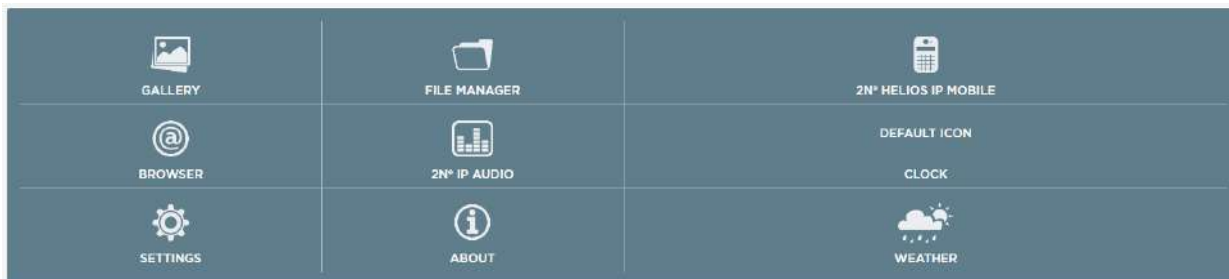 GALLERY
FILE MANAGER
2N® HELIOS IP MOBILE
BROWSER
2N® IP AUDIO
DEFAULT ICON
CLOCK
SETTINGS
ABOUT
WEATHER